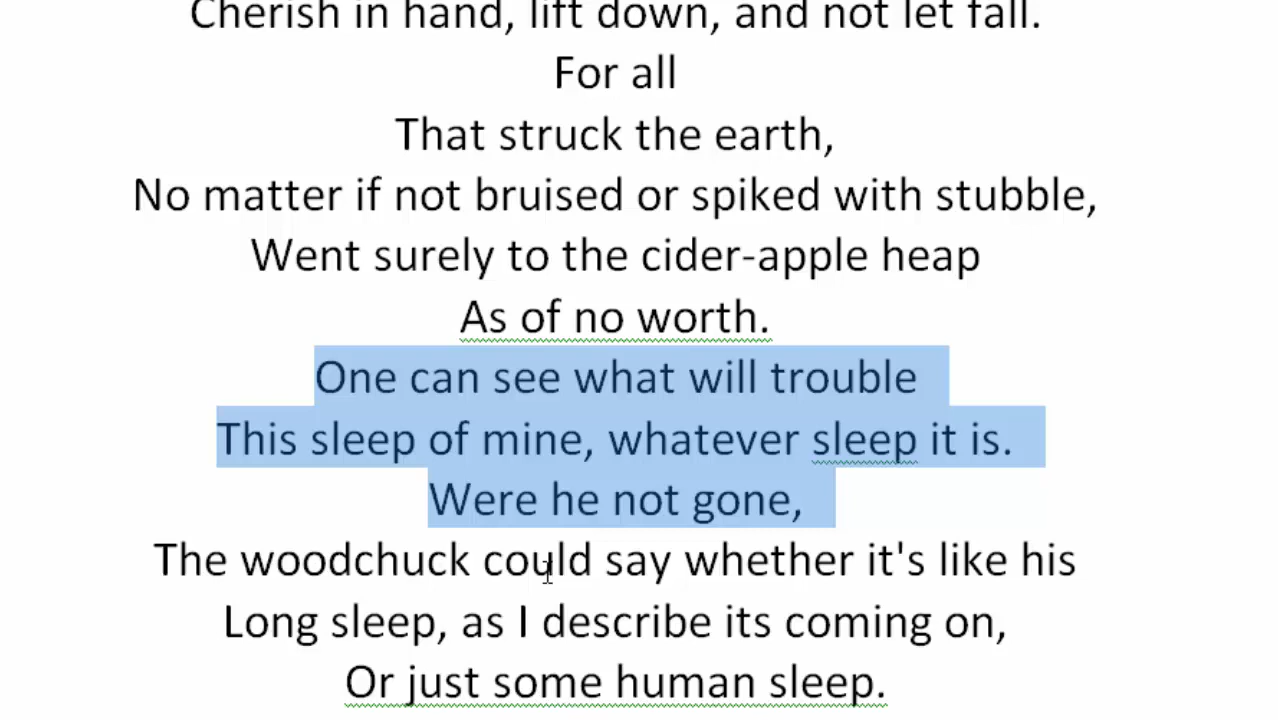 Cherish in hand, lift down, and not let fall.
For all
That struck the earth,
No matter if not bruised or spiked with stubble,
Went surely to the cider-apple heap
As of no worth.
One can see what will trouble
This sleep of mine, whatever sleep it is.
Were he not gone,
The woodchuck could say whether it's like his
Long sleep, as I describe its coming on,
Or just some human sleep.